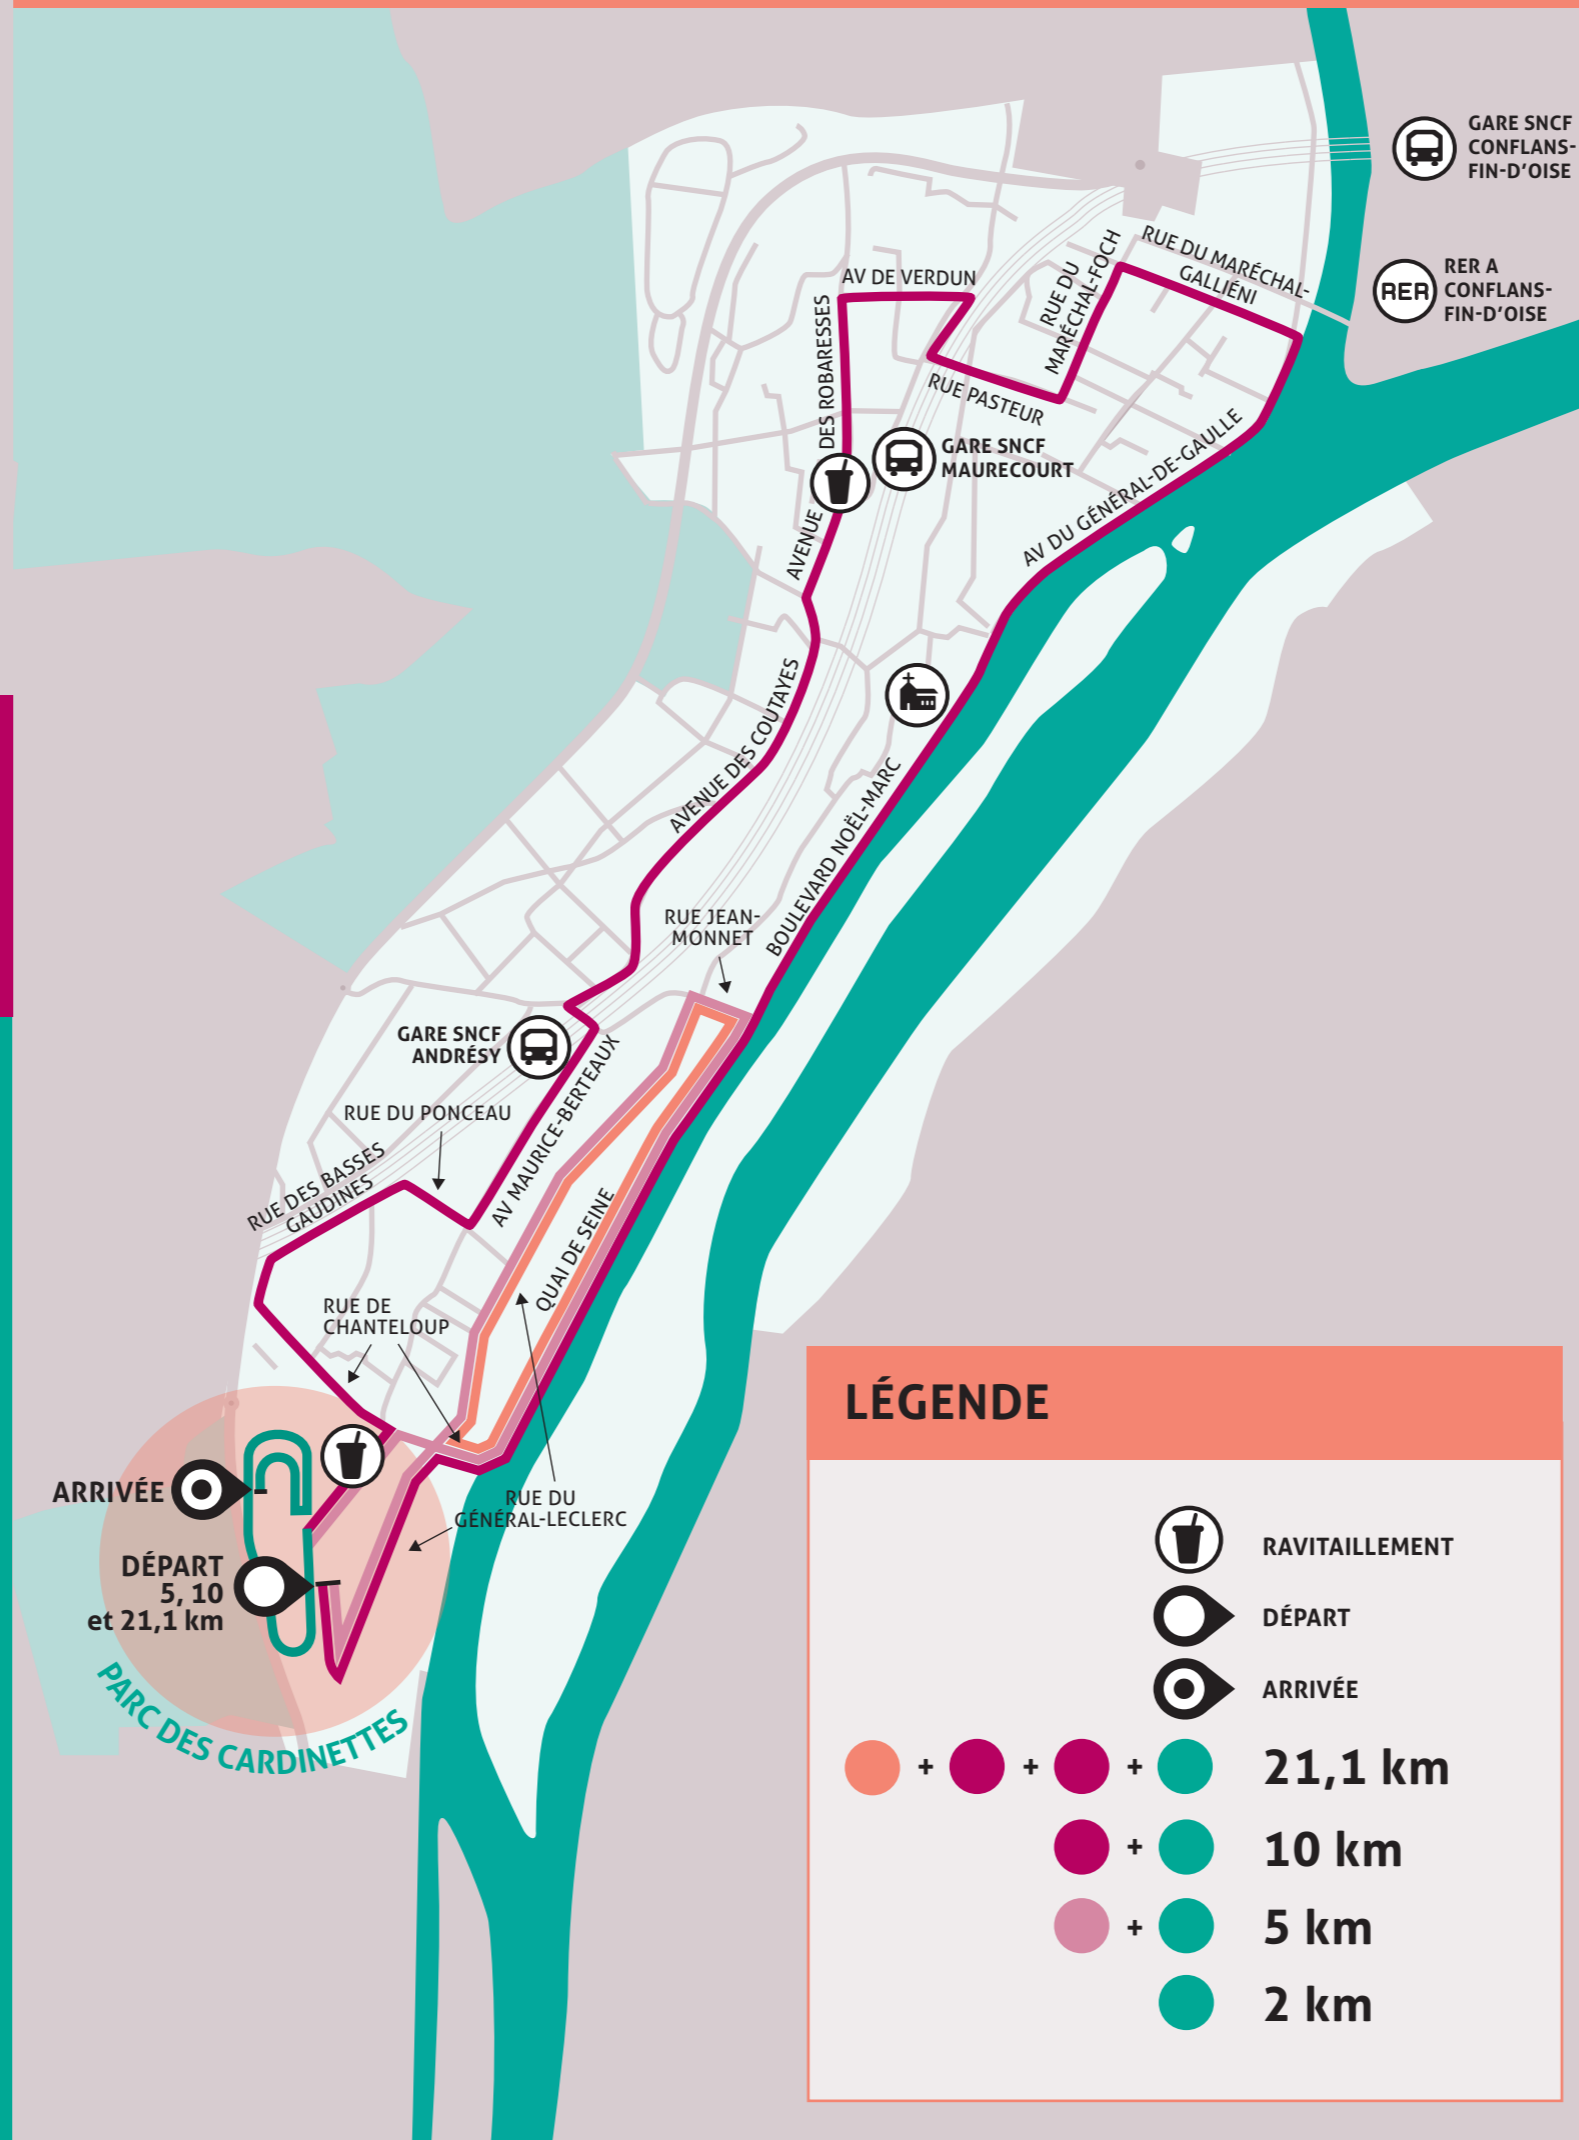 GARE SNCF
CONFLANS-
FIN-D'OISE
RER
RER A
CONFLANS-
FIN-D'OISE
RUE DU MARÉCHAL-
GALLIÉNI
RUE DU
MARÉCHAL-FOCH
AV DE VERDUN
AVENUE DES ROBARESSES
RUE PASTEUR
GARE SNCF
MAURECOURT
AV DU GÉNÉRAL-DE-GAULLE
AVENUE DES COUTAYES
BOULEVARD NOËL-MARC
RUE JEAN-
MONNET
GARE SNCF
ANDRÉSY
AV MAURICE-BERTEAUX
RUE DU PONCEAU
RUE DES BASSES
GAUDINES
QUAI DE SEINE
RUE DE
CHANTELOUP
RUE DU
GÉNÉRAL-LECLERC
ARRIVÉE
DÉPART
5, 10
et 21,1 km
PARC DES CARDINETTES
LÉGENDE
RAVITAILLEMENT
DÉPART
ARRIVÉE
+ + + 21,1 km
+ 10 km
+ 5 km
2 km